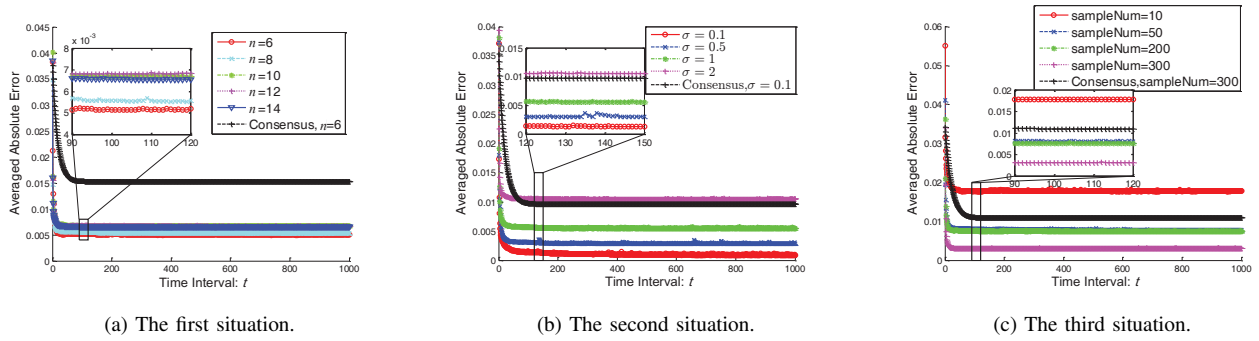 0.045
0.04
0.035
0.03
0.025
0.02
0.015
0.01
0.005
0
0
200
400
600
800
1000
Averaged Absolute Error
Time Interval: t
8
7
6
5
4
x 10⁻³
90
100
110
120
n=6
n=8
n=10
n=12
n=14
Consensus, n=6
(a) The first situation.
0.04
0.035
0.03
0.025
0.02
0.015
0.01
0.005
0
0
200
400
600
800
1000
Averaged Absolute Error
Time Interval: t
0.015
0.01
0.005
0
120
130
140
150
σ = 0.1
σ = 0.5
σ = 1
σ = 2
Consensus,σ = 0.1
(b) The second situation.
0.06
0.05
0.04
0.03
0.02
0.01
0
0
200
400
600
800
1000
Averaged Absolute Error
Time Interval: t
0.02
0.015
0.01
0.005
0
90
100
110
120
sampleNum=10
sampleNum=50
sampleNum=200
sampleNum=300
Consensus,sampleNum=300
(c) The third situation.